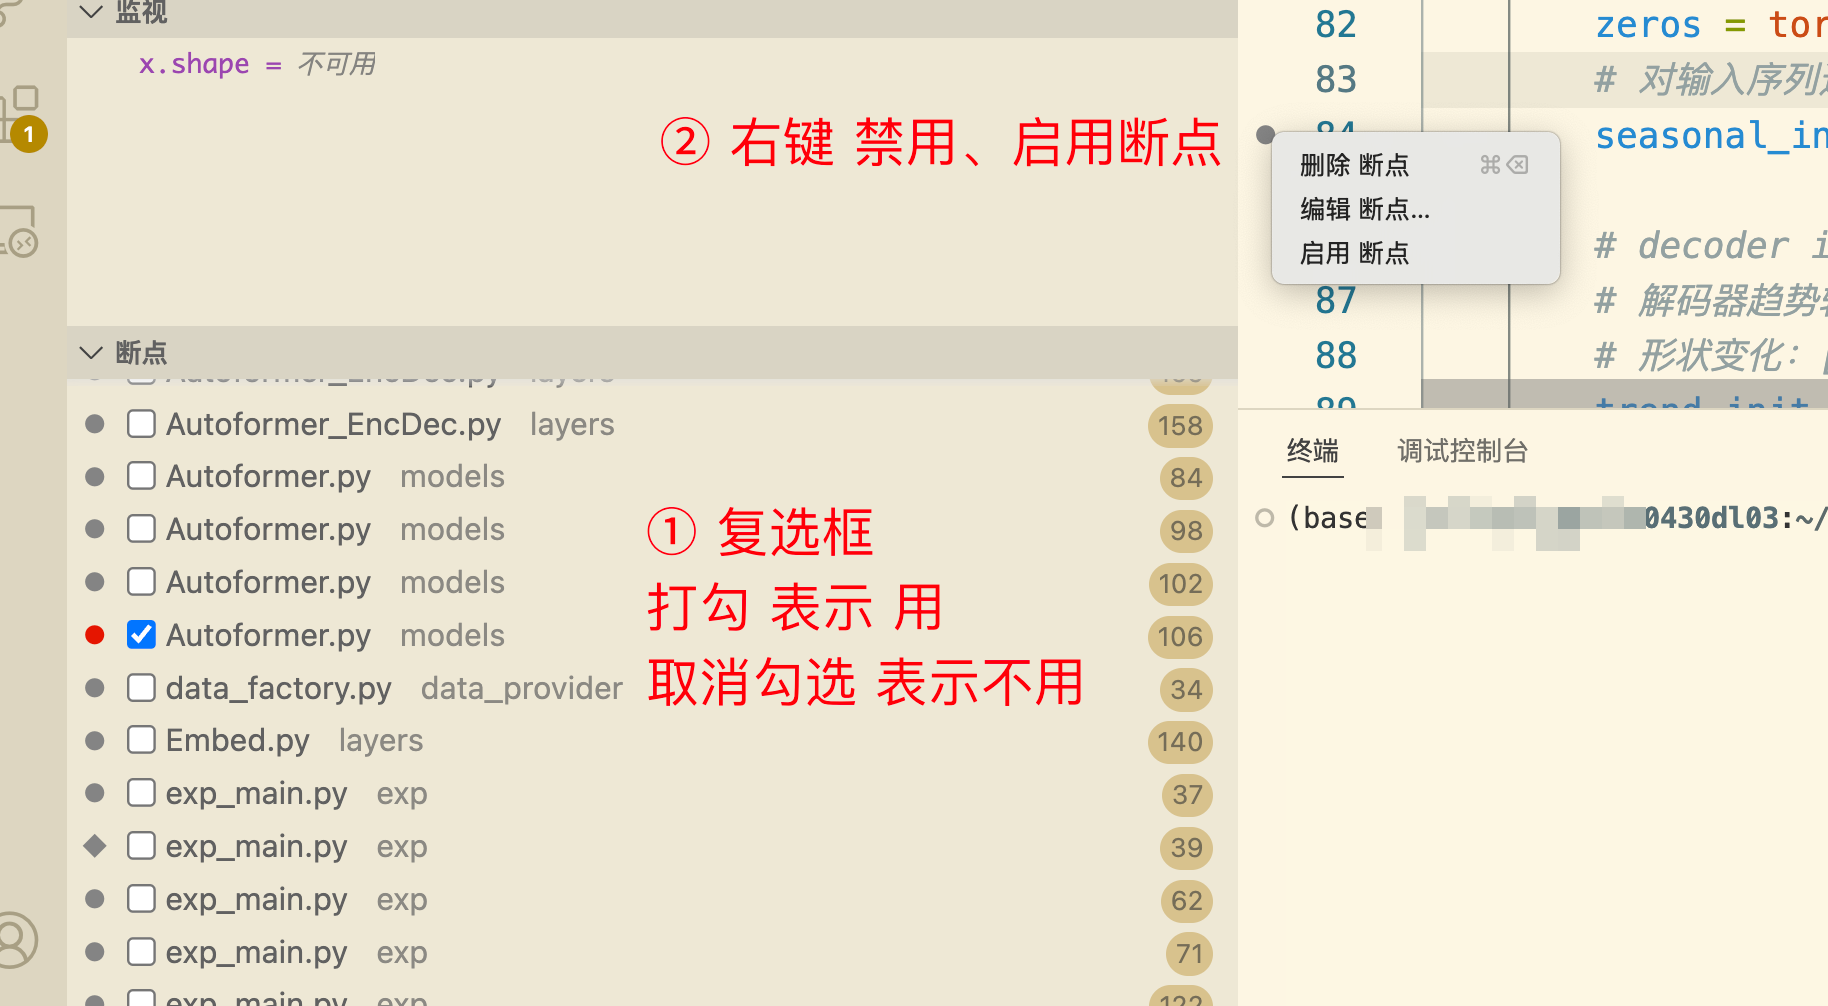 监视
x.shape = 不可用
② 右键 禁用、启用断点
断点
Autoformer_EncDec.py layers
Autoformer_EncDec.py layers 158
Autoformer.py models 84
Autoformer.py models 98
Autoformer.py models 102
Autoformer.py models 106
data_factory.py data_provider 34
Embed.py layers 140
exp_main.py exp 37
exp_main.py exp 39
exp_main.py exp 62
exp_main.py exp 71
exp_main.py exp 122
① 复选框
打勾 表示 用
取消勾选 表示不用
1
82 zeros = tor
83 # 对输入序列
84 seasonal_in
删除 断点 ⌘⌫
编辑 断点...
启用 断点
# decoder i
87 # 解码器趋势
88 # 形状变化：[
89 trend_init
终端 调试控制台
(base 0430dl03:~/